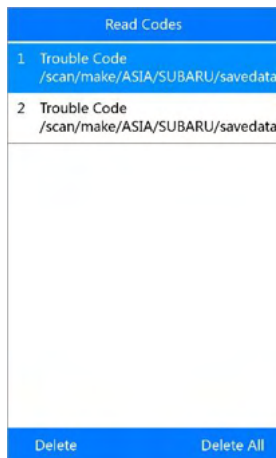 Read Codes
1 Trouble Code
/scan/make/ASIA/SUBARU/savedata
2 Trouble Code
/scan/make/ASIA/SUBARU/savedata
Delete Delete All